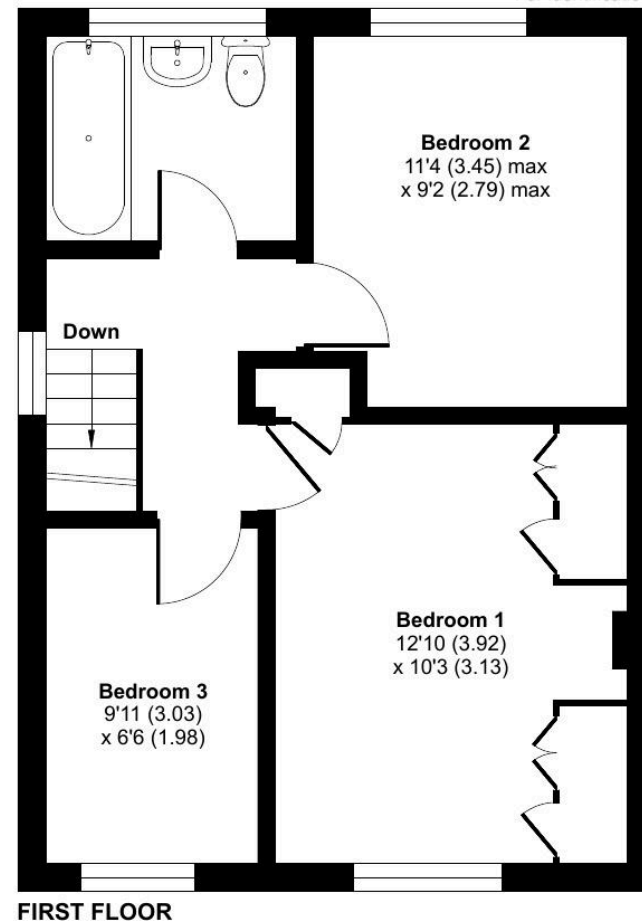 Bedroom 2
11'4 (3.45) max
x 9'2 (2.79) max
Down
Bedroom 1
12'10 (3.92)
x 10'3 (3.13)
Bedroom 3
9'11 (3.03)
x 6'6 (1.98)
FIRST FLOOR